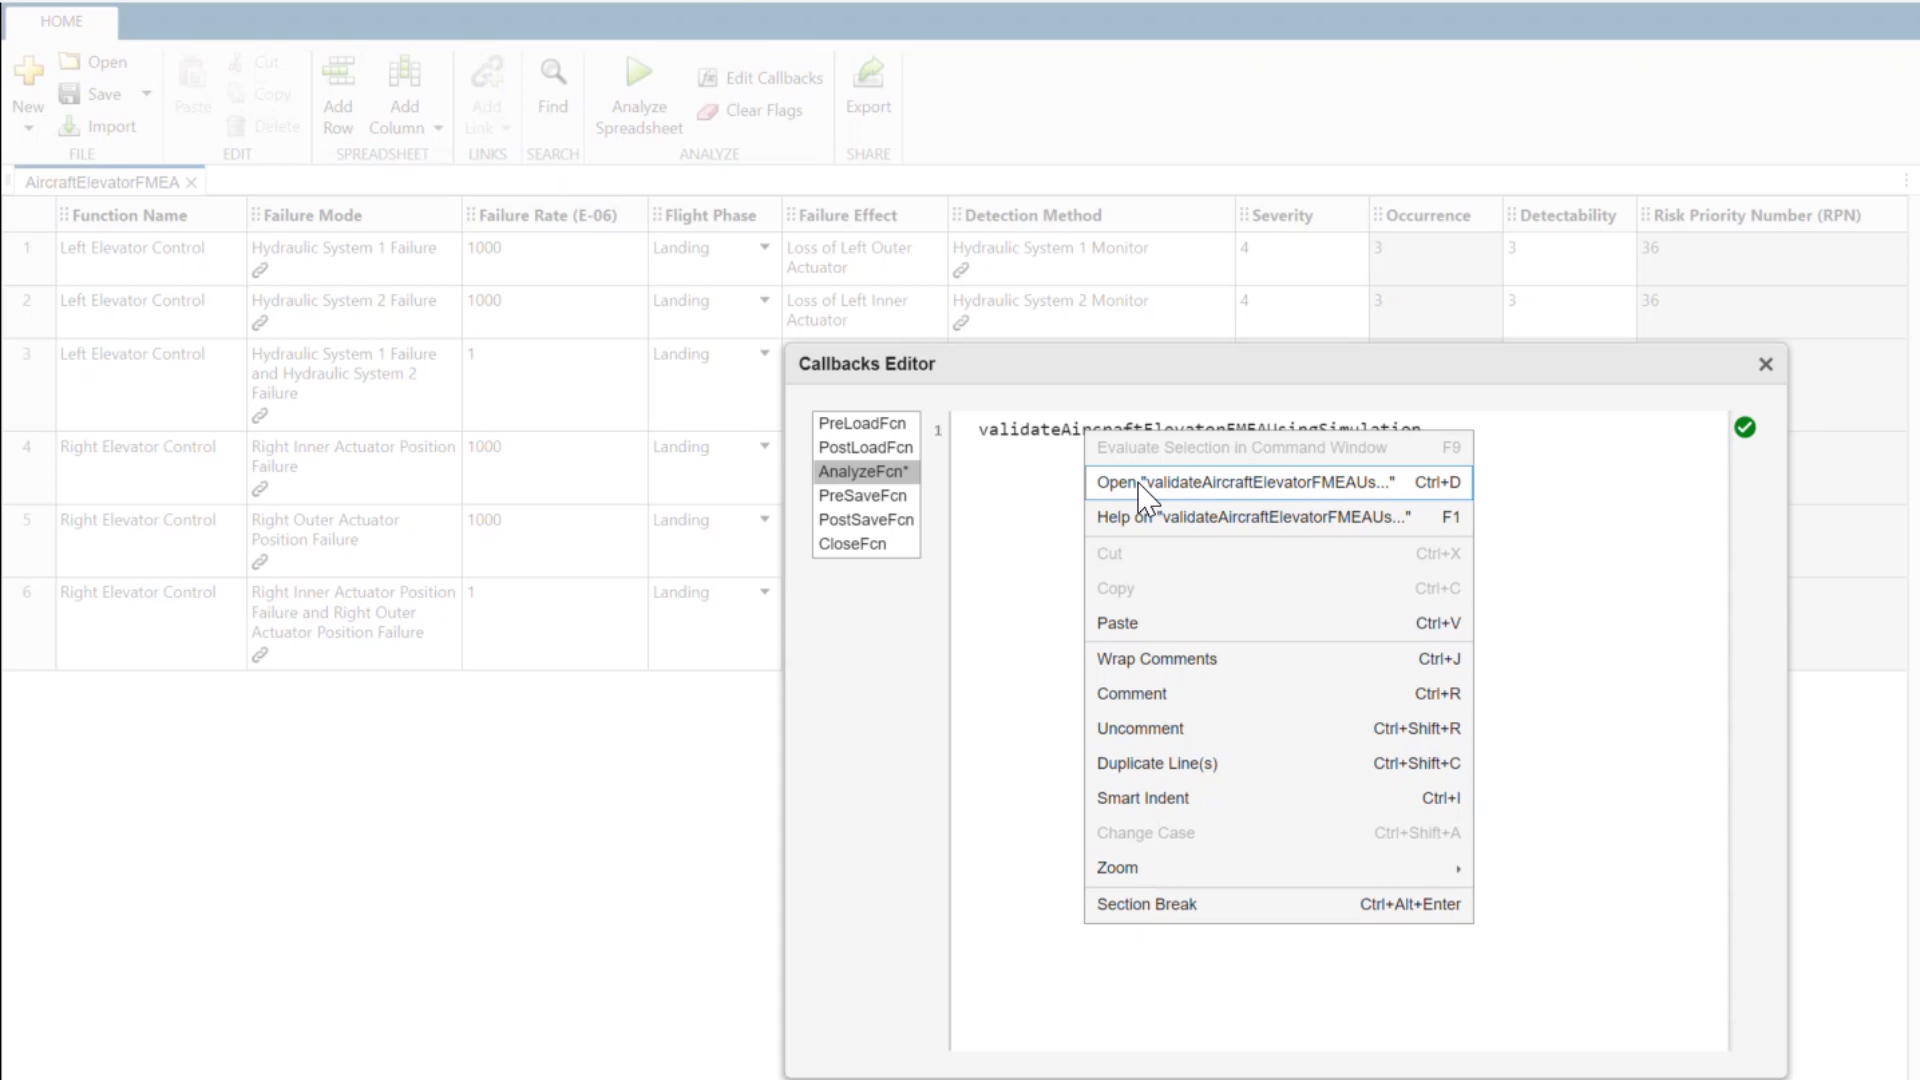 HOME
New
Open
Save
Import
FILE
Paste
Cut
Copy
Delete
EDIT
Add Row
Add Column
SPREADSHEET
Add Link
LINKS
Find
SEARCH
Analyze Spreadsheet
Edit Callbacks
Clear Flags
ANALYZE
Export
SHARE
AircraftElevatorFMEA
Function Name Failure Mode Failure Rate (E-06) Flight Phase Failure Effect Detection Method Severity Occurrence Detectability Risk Priority Number (RPN)
1 Left Elevator Control Hydraulic System 1 Failure 1000 Landing Loss of Left Outer Hydraulic System 1 Monitor 4 3 3 36
Actuator
2 Left Elevator Control Hydraulic System 2 Failure 1000 Landing Loss of Left Inner Hydraulic System 2 Monitor 4 3 3 36
Actuator
3 Left Elevator Control Hydraulic System 1 Failure 1 Landing
and Hydraulic System 2
Failure
4 Right Elevator Control Right Inner Actuator Position 1000 Landing
Failure
5 Right Elevator Control Right Outer Actuator 1000 Landing
Position Failure
6 Right Elevator Control Right Inner Actuator Position 1 Landing
Failure and Right Outer
Actuator Position Failure
Callbacks Editor
PreLoadFcn
PostLoadFcn
AnalyzeFcn*
PreSaveFcn
PostSaveFcn
CloseFcn
1 validateAircraftElevatorFMEAUsingSimulation
Evaluate Selection in Command Window F9
Open "validateAircraftElevatorFMEAUs..." Ctrl+D
Help on "validateAircraftElevatorFMEAUs..." F1
Cut Ctrl+X
Copy Ctrl+C
Paste Ctrl+V
Wrap Comments Ctrl+J
Comment Ctrl+R
Uncomment Ctrl+Shift+R
Duplicate Line(s) Ctrl+Shift+C
Smart Indent Ctrl+I
Change Case Ctrl+Shift+A
Zoom
Section Break Ctrl+Alt+Enter